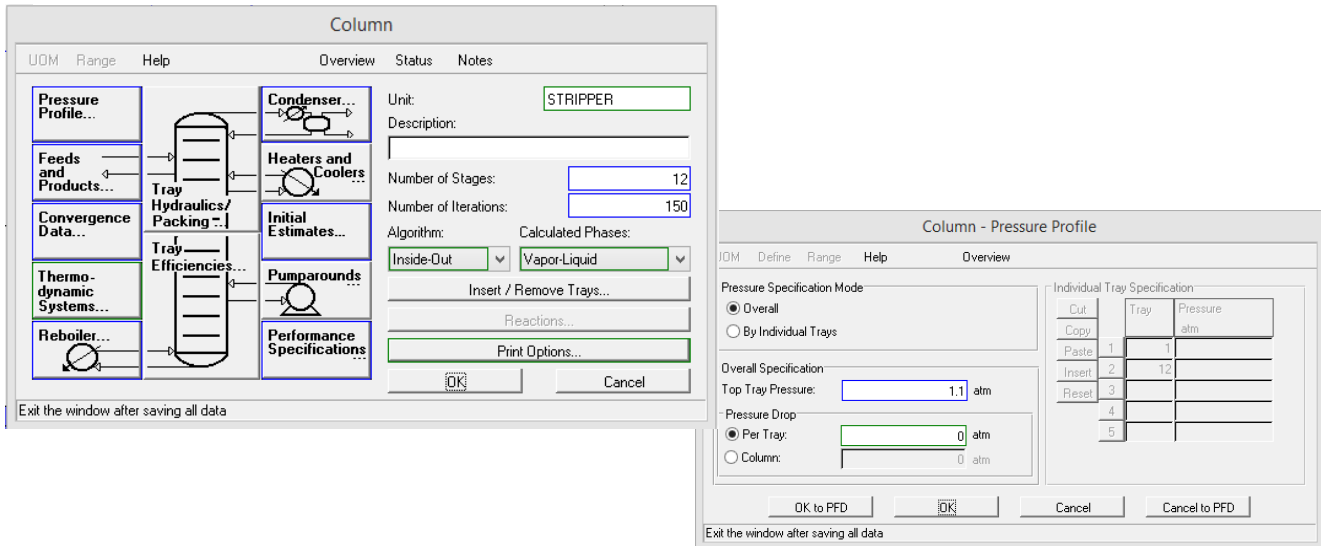 Column
UOM Range Help Overview Status Notes
Pressure
Profile...
Feeds
and
Products...
Convergence
Data...
Thermo-
dynamic
Systems...
Reboiler...
Tray
Hydraulics/
Packing ...
Tray
Efficiencies...
Condenser...
Heaters and
Coolers
...
Initial
Estimates...
Pumparounds
...
Performance
Specifications
...
Unit: STRIPPER
Description:
Number of Stages: 12
Number of Iterations: 150
Algorithm: Calculated Phases:
Inside-Out Vapor-Liquid
Insert / Remove Trays...
Reactions...
Print Options...
OK Cancel
Exit the window after saving all data
Column - Pressure Profile
UOM Define Range Help Overview
Pressure Specification Mode
Overall
By Individual Trays
Overall Specification
Top Tray Pressure: 1.1 atm
Pressure Drop
Per Tray: 0 atm
Column: 0 atm
Individual Tray Specification
Cut
Copy
Paste
Insert
Reset
Tray Pressure
atm
1 1
2 12
3
4
5
OK to PFD OK Cancel Cancel to PFD
Exit the window after saving all data